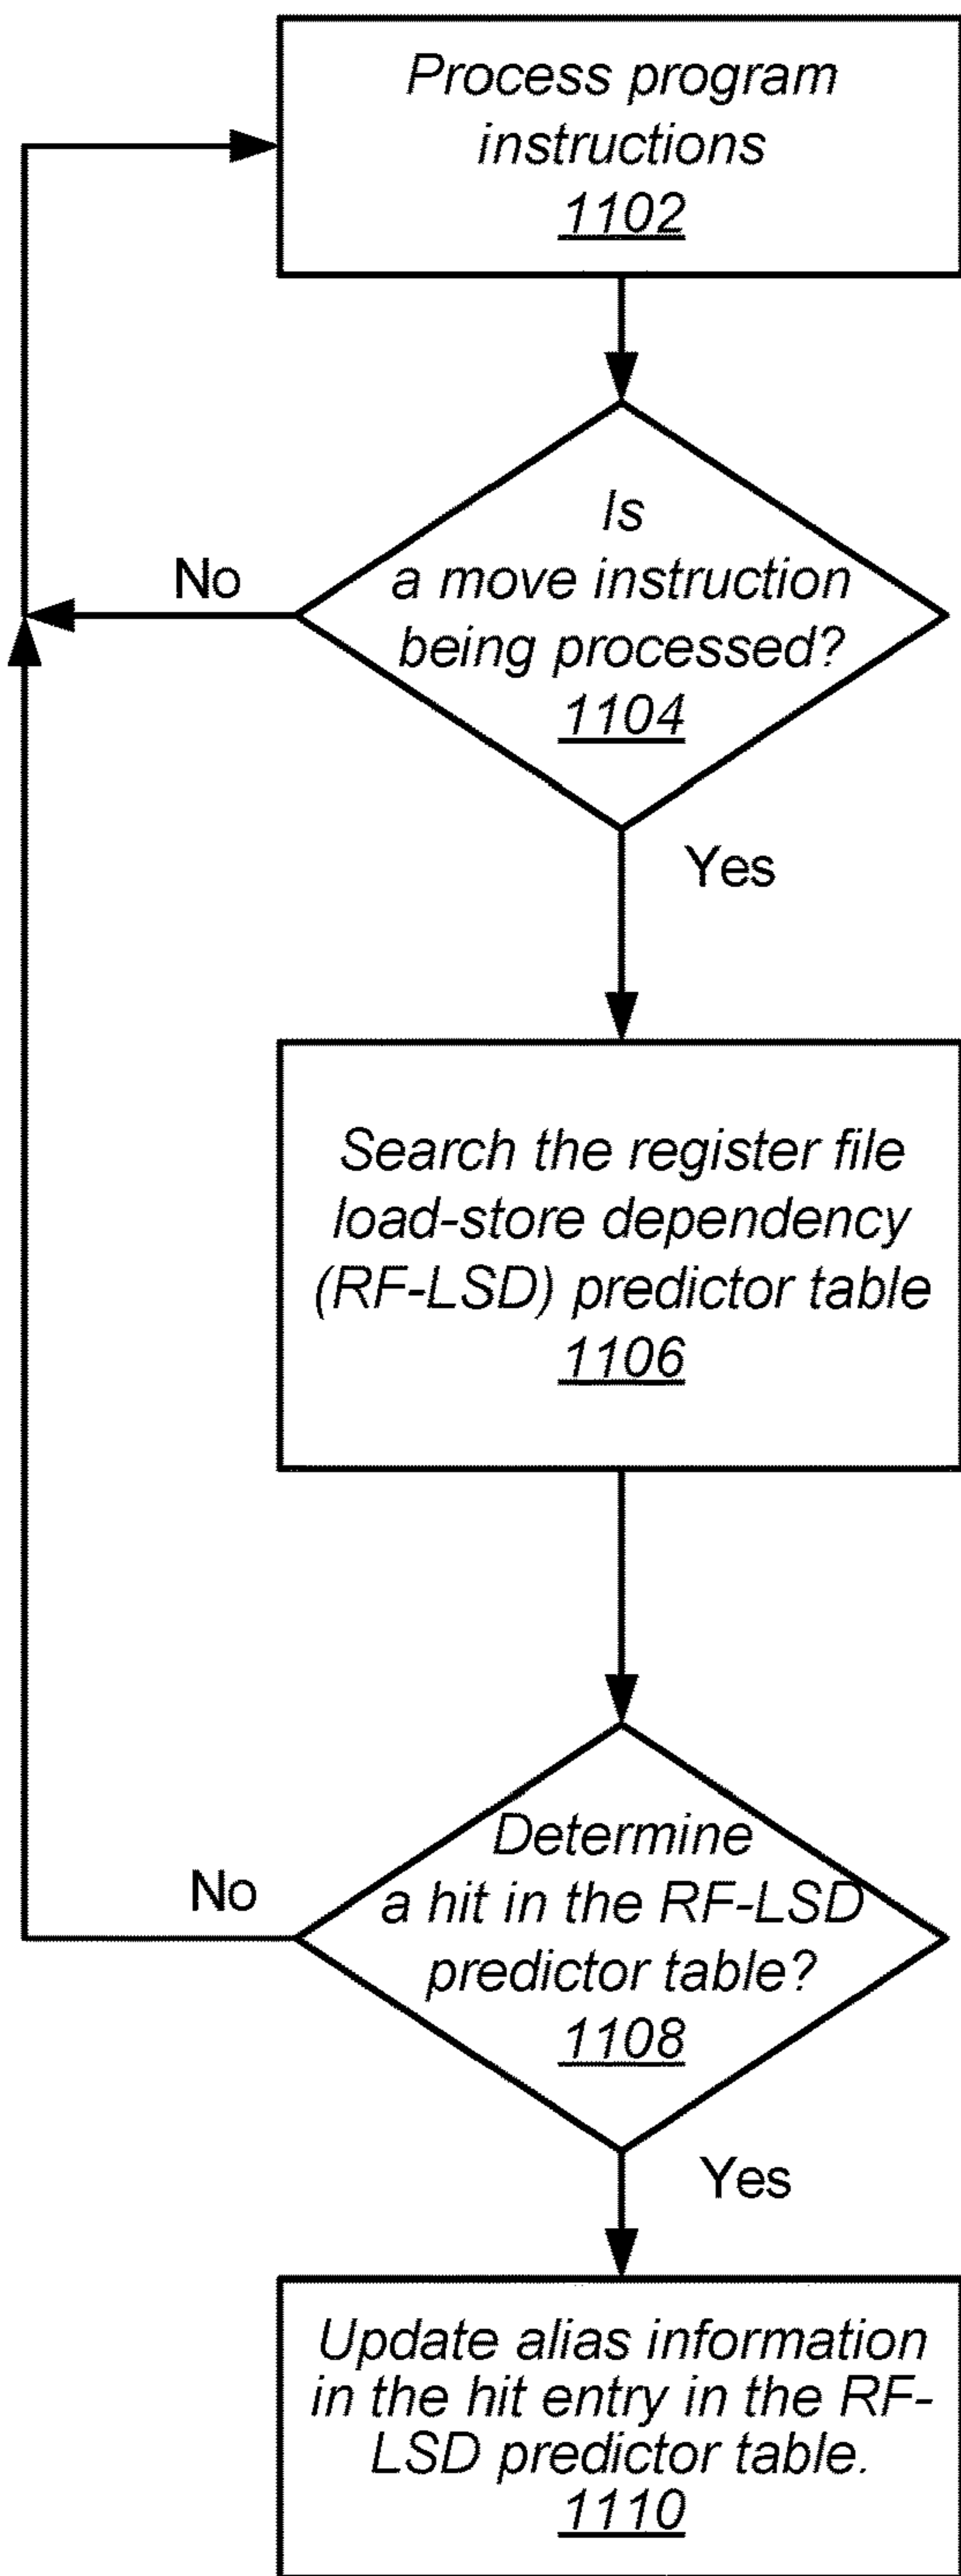 Process program
instructions
1102
Is
a move instruction
being processed?
1104
No
Yes
Search the register file
load-store dependency
(RF-LSD) predictor table
1106
Determine
a hit in the RF-LSD
predictor table?
1108
No
Yes
Update alias information
in the hit entry in the RF-
LSD predictor table.
1110